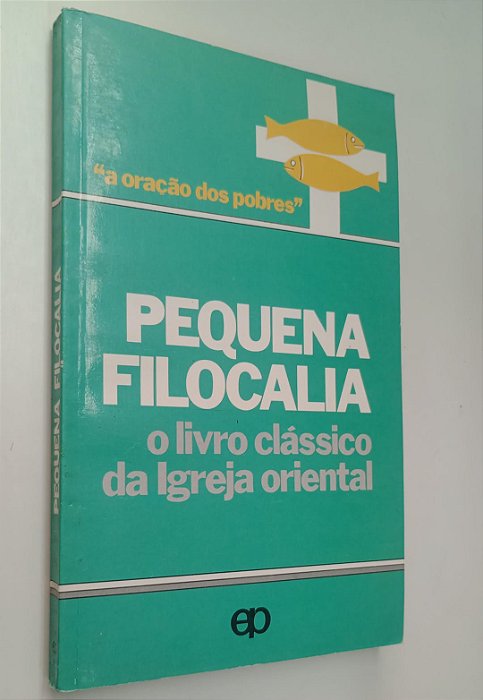 "a oração dos pobres"
PEQUENA
FILOCALIA
o livro clássico
da Igreja oriental
ep
PEQUENA FILOCALIA